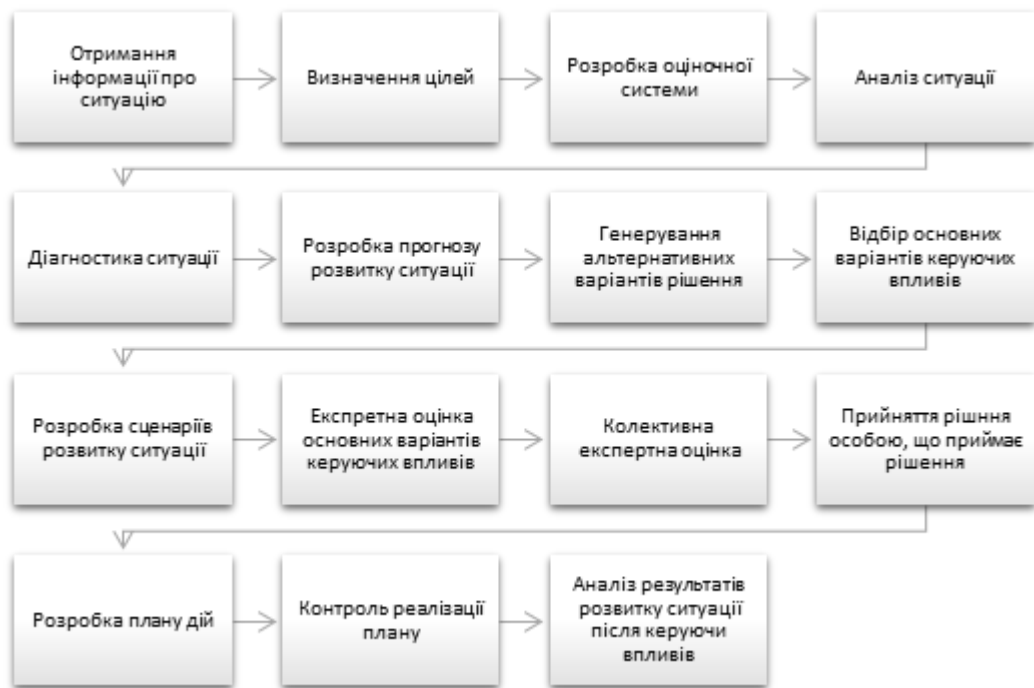 Отримання
інформації про
ситуацію
Визначення цілей
Розробка оціночної
системи
Аналіз ситуації
Діагностика ситуації
Розробка прогнозу
розвитку ситуації
Генерування
альтернативних
варіантів рішення
Відбір основних
варіантів керуючих
впливів
Розробка сценаріїв
розвитку ситуації
Експретна оцінка
основних варіантів
керуючих впливів
Колективна
експертна оцінка
Прийняття рішння
особою, що приймає
рішення
Розробка плану дій
Контроль реалізації
плану
Аналіз результатів
розвитку ситуації
після керуючи
впливів